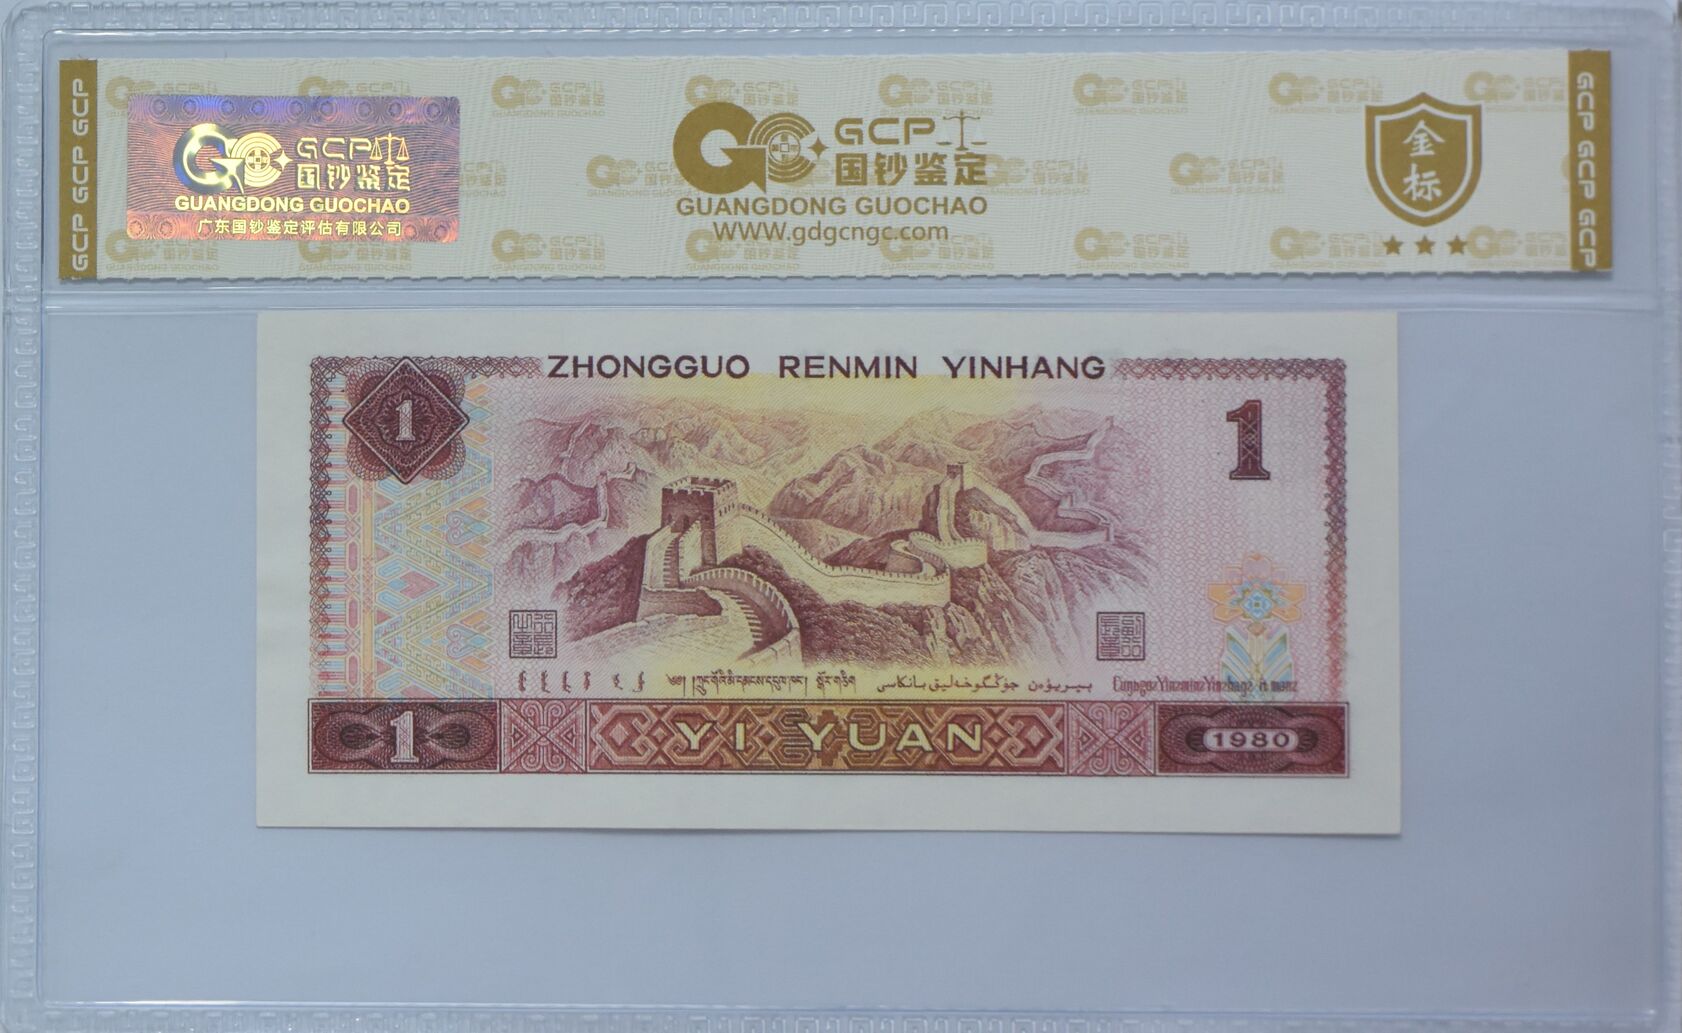 GCP GCP GCP
GCP
国钞鉴定
GUANGDONG GUOCHAO
广东国钞鉴定评估有限公司
GCP
国钞鉴定
GUANGDONG GUOCHAO
WWW.gdgcngc.com
金标
GCP GCP GCP
ZHONGGUO RENMIN YINHANG
1
1
1
YI YUAN
1980